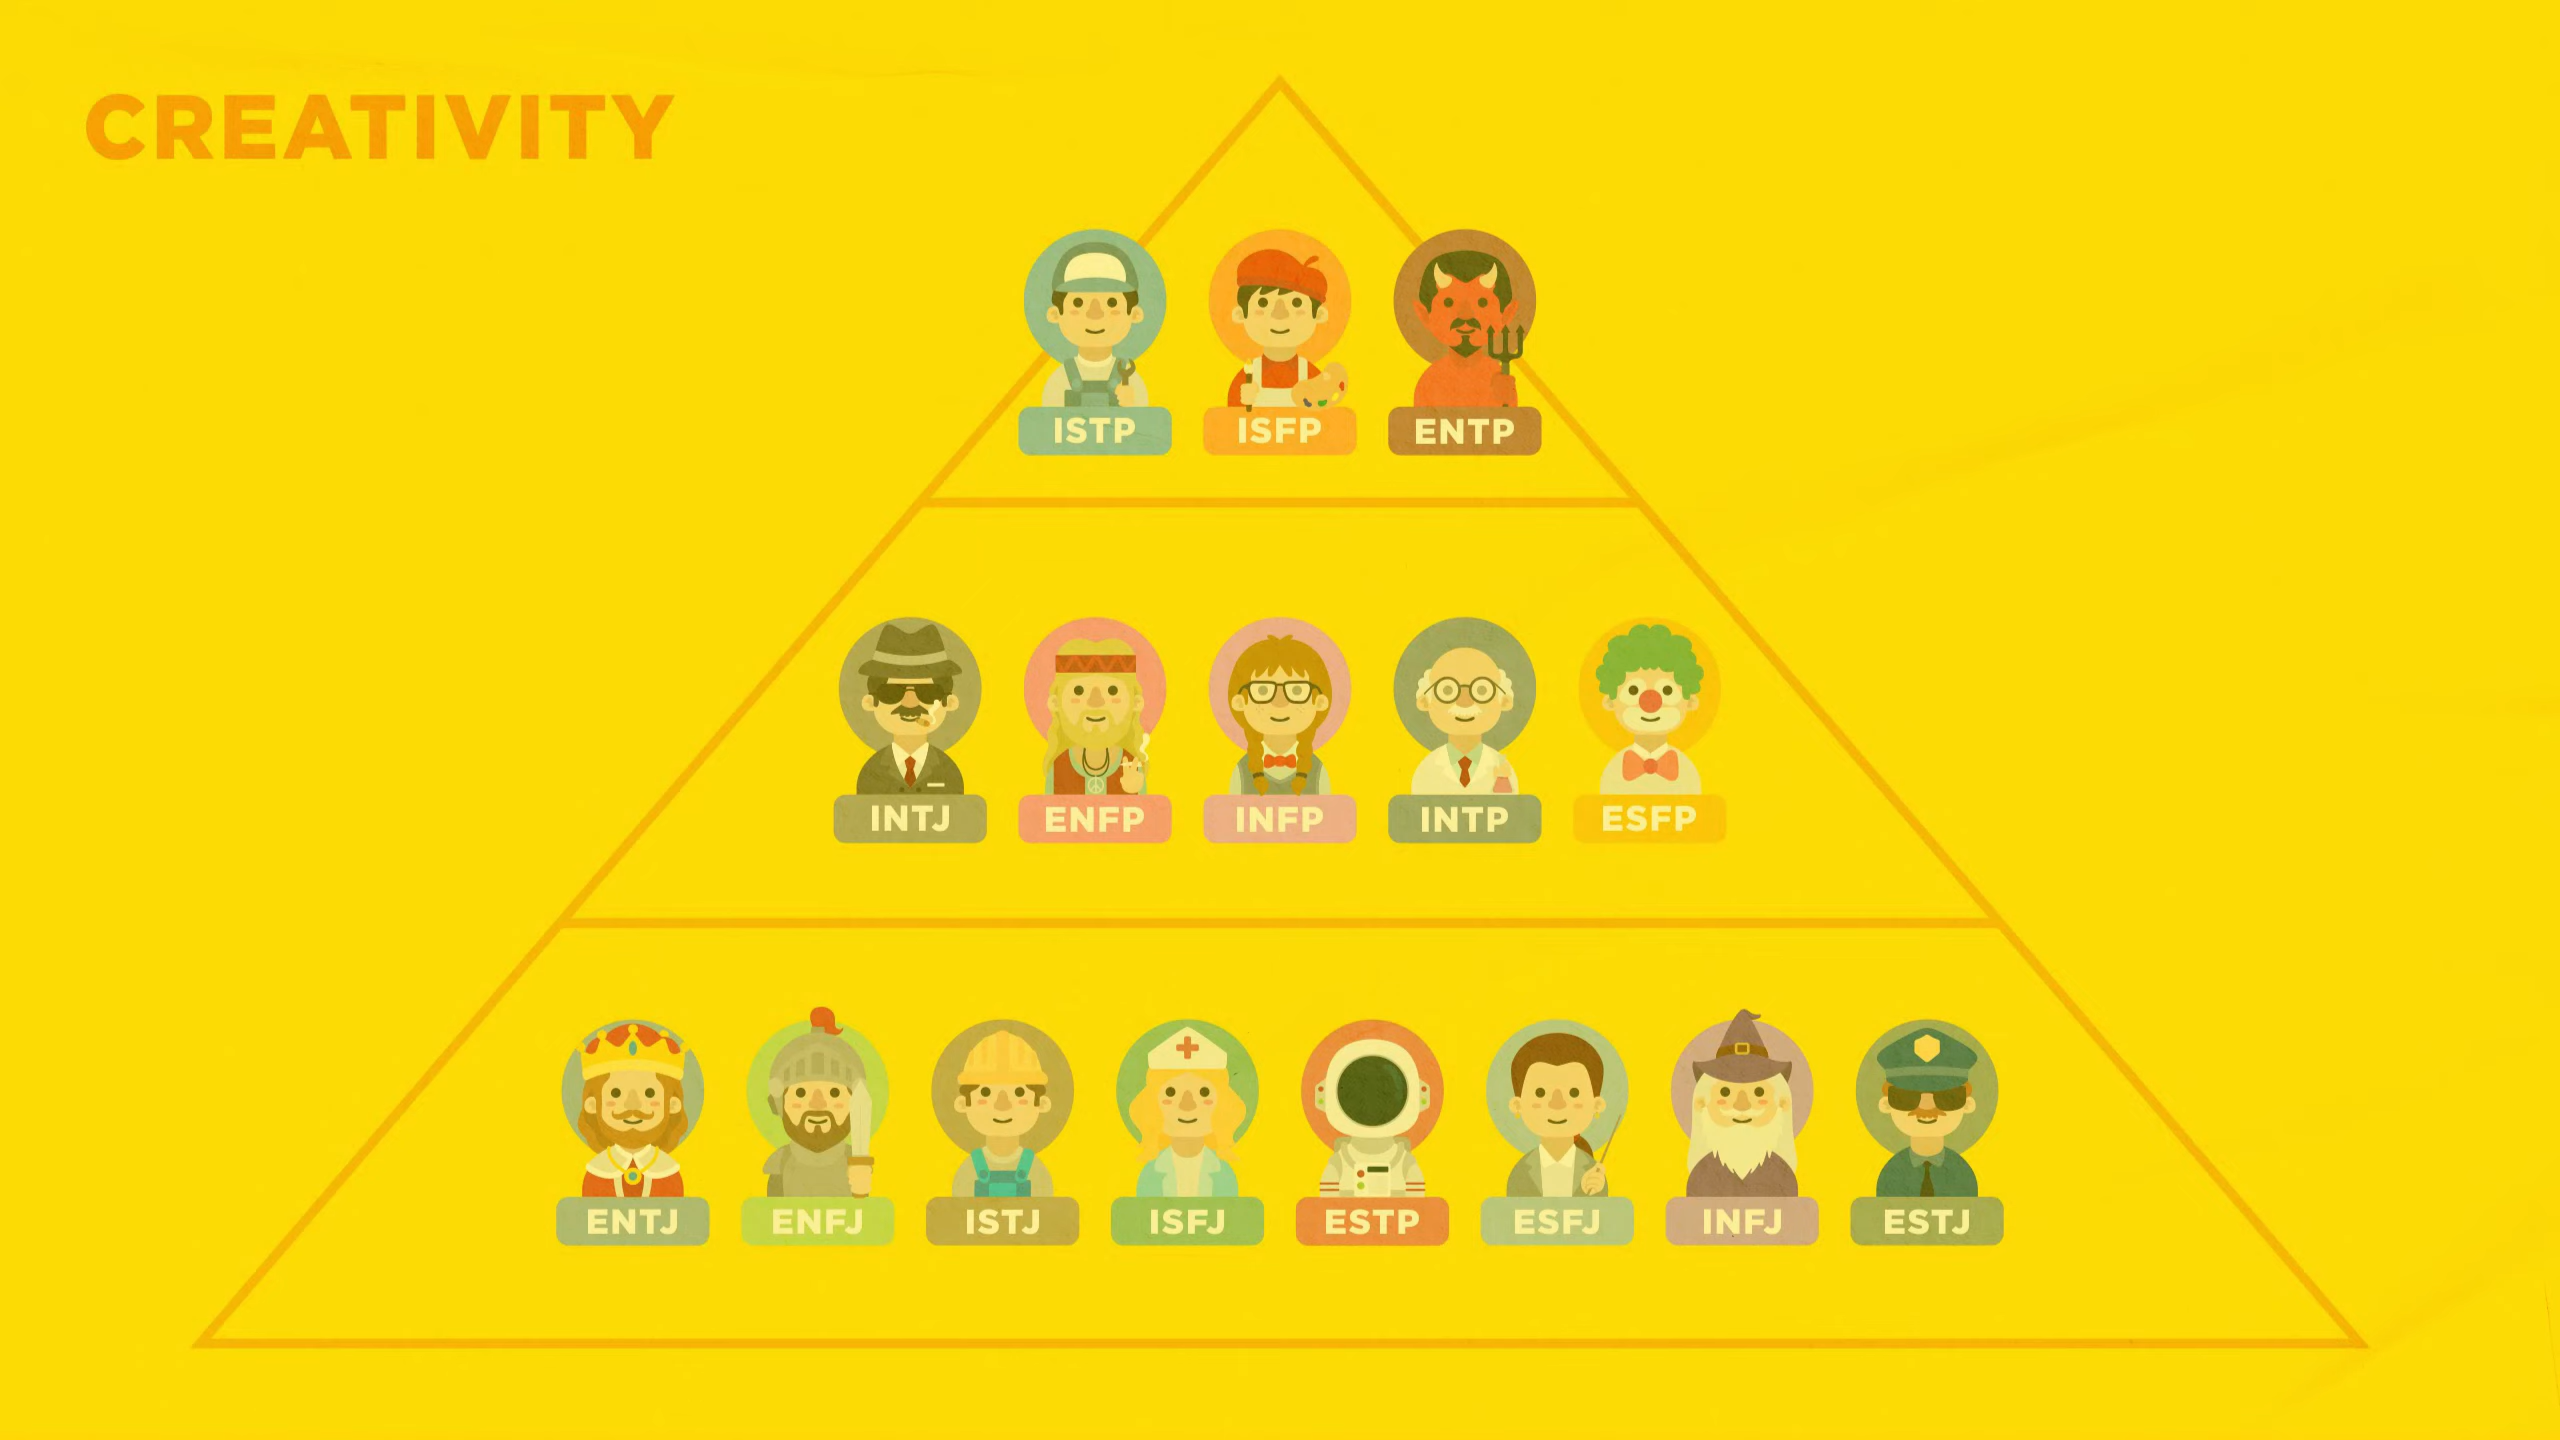 CREATIVITY
ISTP ISFP ENTP
INTJ ENFP INFP INTP ESFP
ENTJ ENFJ ISTJ ISFJ ESTP ESFJ INFJ ESTJ